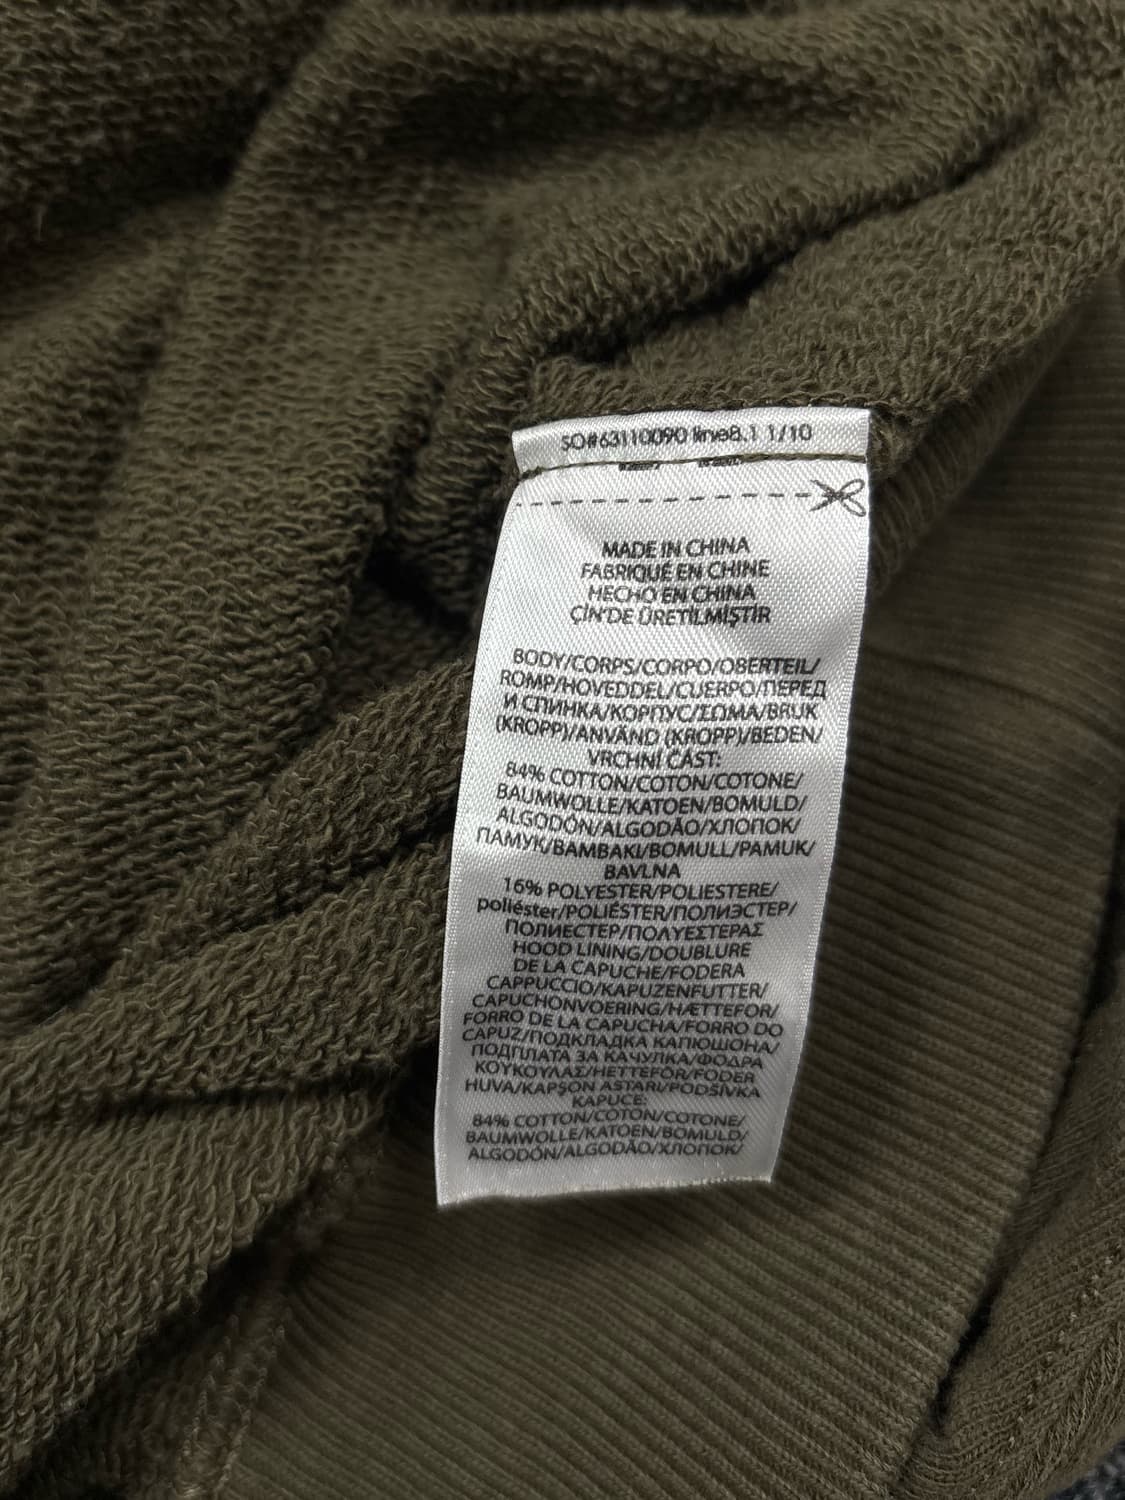 SO#63110090 line8.1 1/10
MADE IN CHINA
FABRIQUÉ EN CHINE
HECHO EN CHINA
ÇİN'DE ÜRETİLMİŞTİR
BODY/CORPS/CORPO/OBERTEIL/
ROMP/HOVEDDEL/CUERPO/ПЕРЕД
И СПИНКА/КОРПУС/ΣΩΜΑ/BRUK
(KROPP)/ANVÄND (KROPP)/BEDEN/
VRCHNÍ ČÁST:
84% COTTON/COTON/COTONE/
BAUMWOLLE/KATOEN/BOMULD/
ALGODÓN/ALGODÃO/ХЛОПОК/
ПАМУК/BAMBAKI/BOMULL/PAMUK/
BAVLNA
16% POLYESTER/POLIESTERE/
poliéster/POLIÉSTER/ПОЛИЭСТЕР/
ПОЛИЕСТЕР/ΠΟΛΥΕΣΤΕΡΑΣ
HOOD LINING/DOUBLURE
DE LA CAPUCHE/FODERA
CAPPUCCIO/KAPUZENFUTTER/
CAPUCHONVOERING/HÆTTEFOR/
FORRO DE LA CAPUCHA/FORRO DO
CAPUZ/ПОДКЛАДКА КАПЮШОНА/
ПОДПЛАТА ЗА КАЧУЛКА/ΦΟΔΡΑ
ΚΟΥΚΟΥΛΑΣ/HETTEFÔR/FODER
HUVA/KAPŞON ASTARI/PODŠÍVKA
KAPUCE:
84% COTTON/COTON/COTONE/
BAUMWOLLE/KATOEN/BOMULD/
ALGODÓN/ALGODÃO/ХЛОПОК/